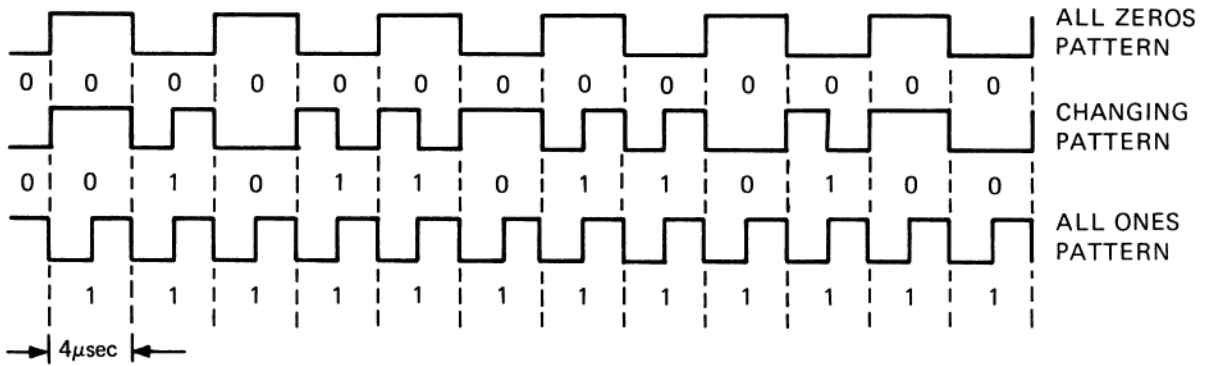 ALL ZEROS
PATTERN
0 0 0 0 0 0 0 0 0 0 0 0 0
CHANGING
PATTERN
0 0 1 0 1 1 0 1 1 0 1 0 0
ALL ONES
PATTERN
1 1 1 1 1 1 1 1 1 1 1 1
4µsec